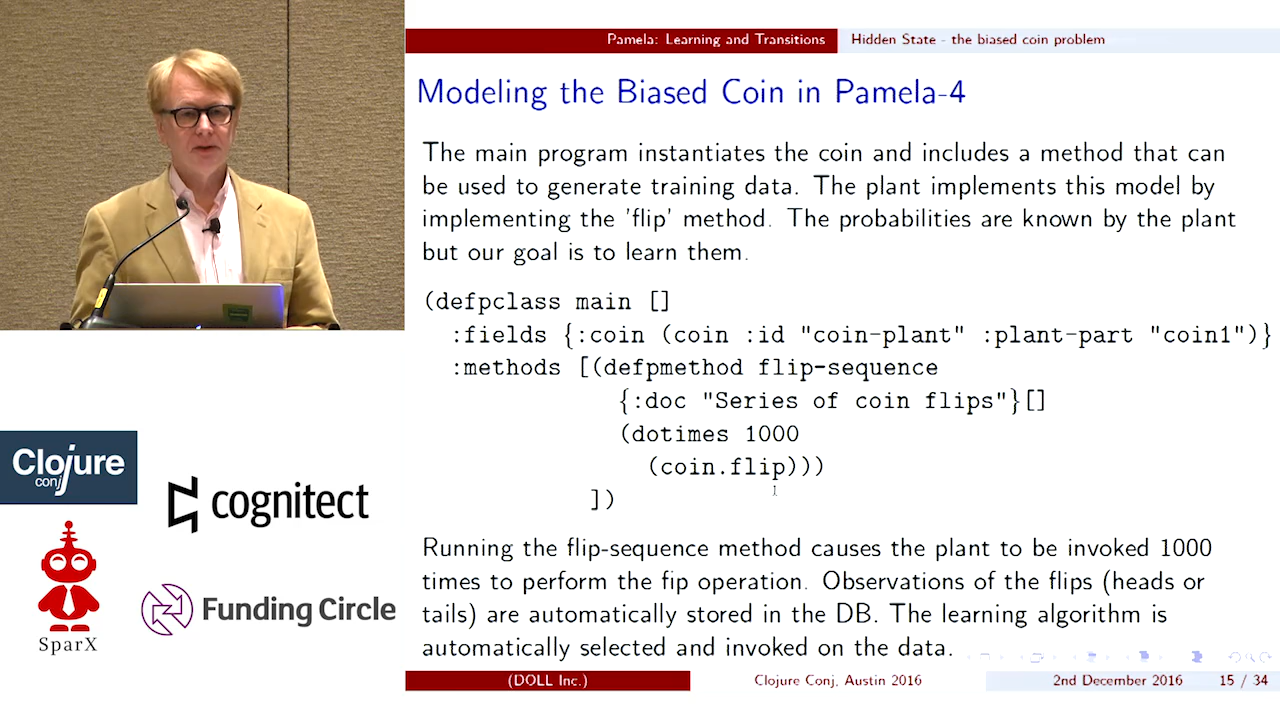 Pamela: Learning and Transitions
Hidden State - the biased coin problem
Modeling the Biased Coin in Pamela-4
The main program instantiates the coin and includes a method that can
be used to generate training data. The plant implements this model by
implementing the 'flip' method. The probabilities are known by the plant
but our goal is to learn them.
(defpclass main []
:fields {:coin (coin :id "coin-plant" :plant-part "coin1")}
:methods [(defpmethod flip-sequence
{:doc "Series of coin flips"}[]
(dotimes 1000
(coin.flip)))
])
Running the flip-sequence method causes the plant to be invoked 1000
times to perform the fip operation. Observations of the flips (heads or
tails) are automatically stored in the DB. The learning algorithm is
automatically selected and invoked on the data.
(DOLL Inc.)
Clojure Conj, Austin 2016
2nd December 2016
15 / 34
Clojure
conj
cognitect
SparX
Funding Circle